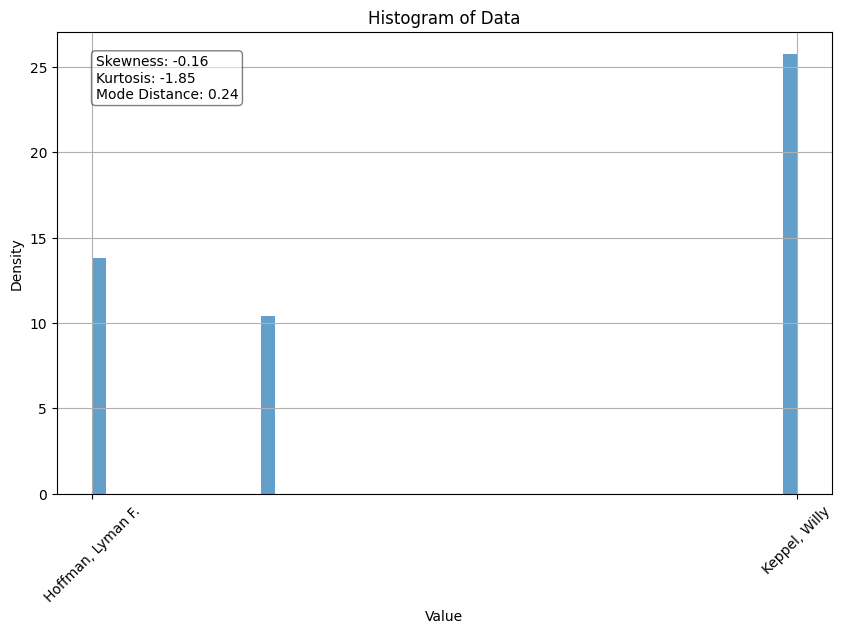 Histogram of Data
Skewness: -0.16
Kurtosis: -1.85
Mode Distance: 0.24
Density
25
20
15
10
5
0
Hoffman, Lyman F.
Keppel, Willy
Value